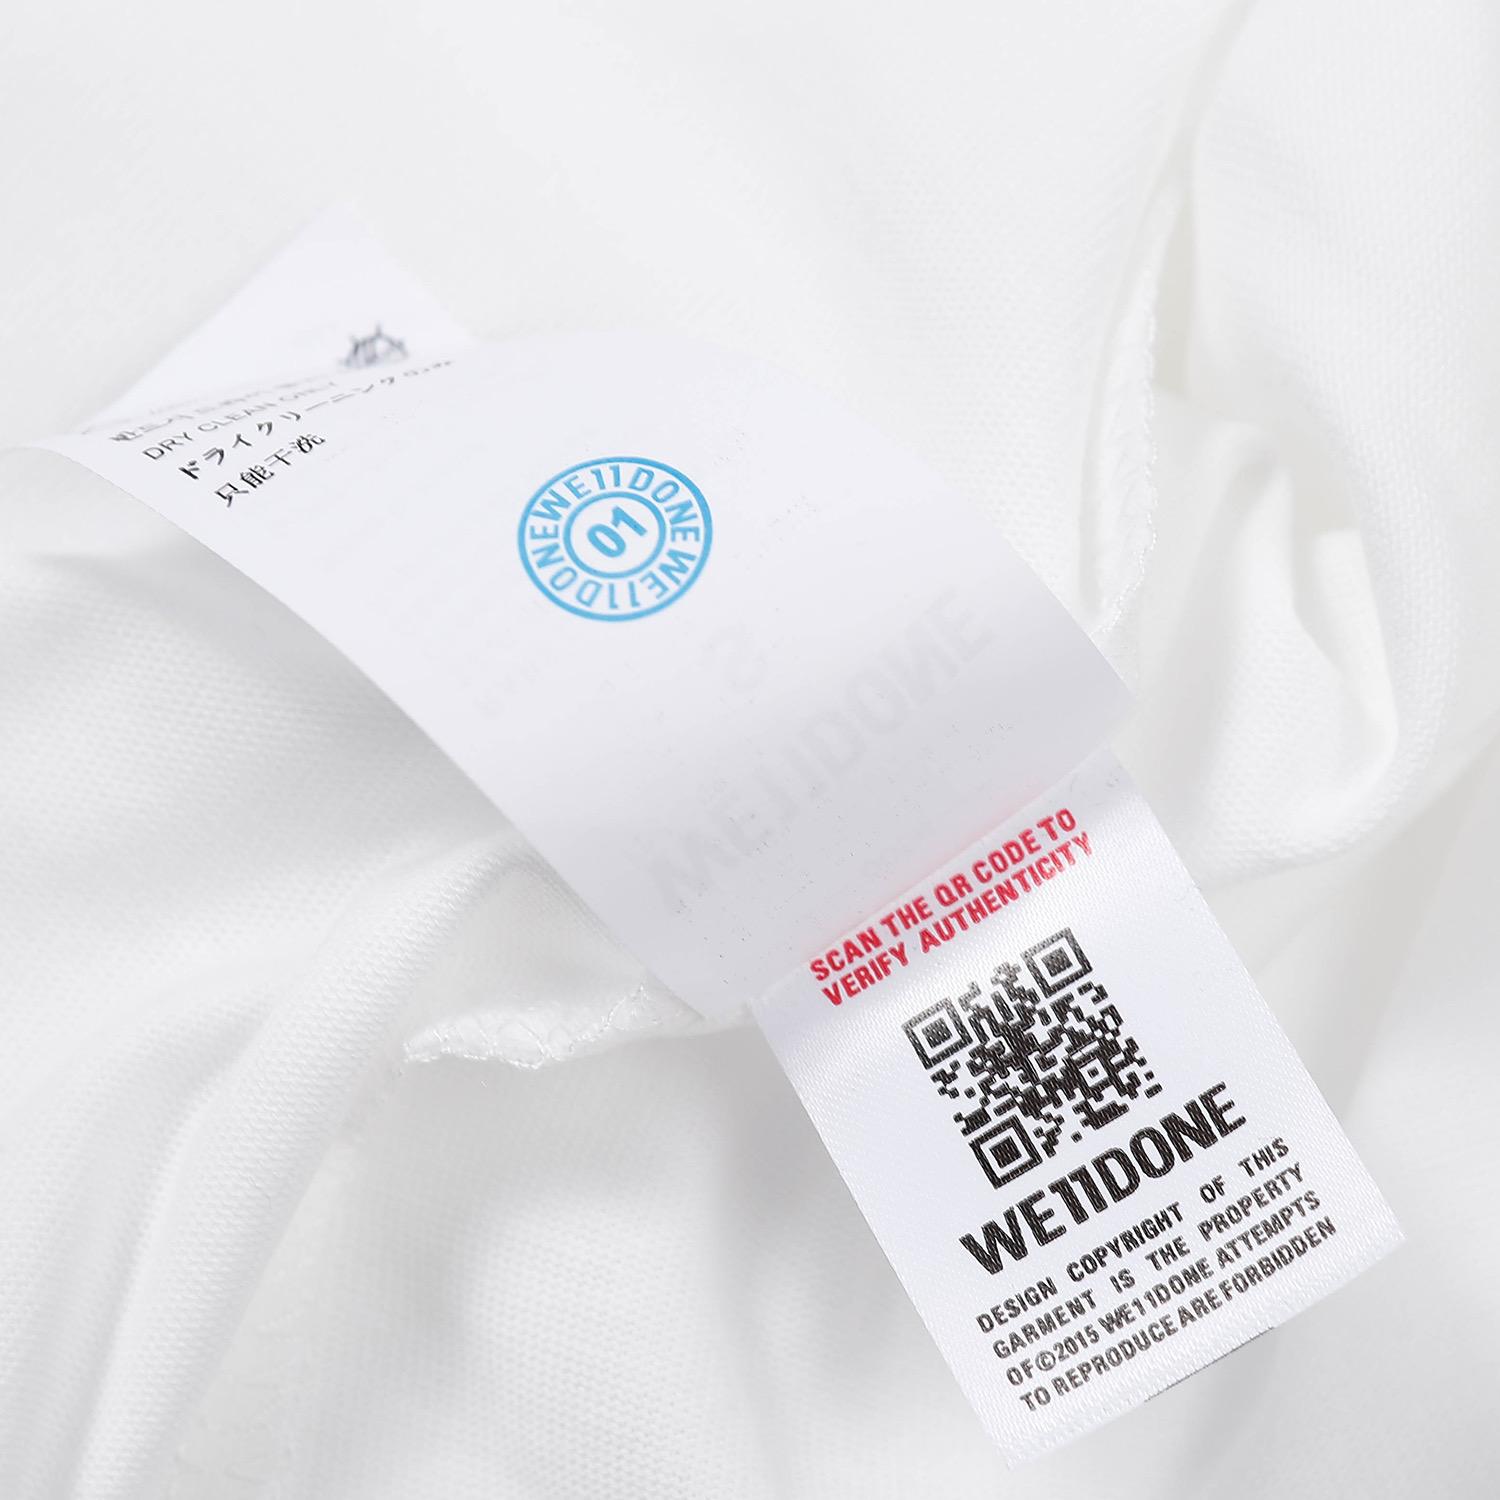 DRY CLEAN ONLY
ドライクリーニングのみ
只能干洗
WE11DONE WE11DONE
01
SCAN THE QR CODE TO
VERIFY AUTHENTICITY
WE11DONE
DESIGN COPYRIGHT OF THIS
GARMENT IS THE PROPERTY
OF©2015 WE11DONE ATTEMPTS
TO REPRODUCE ARE FORBIDDEN